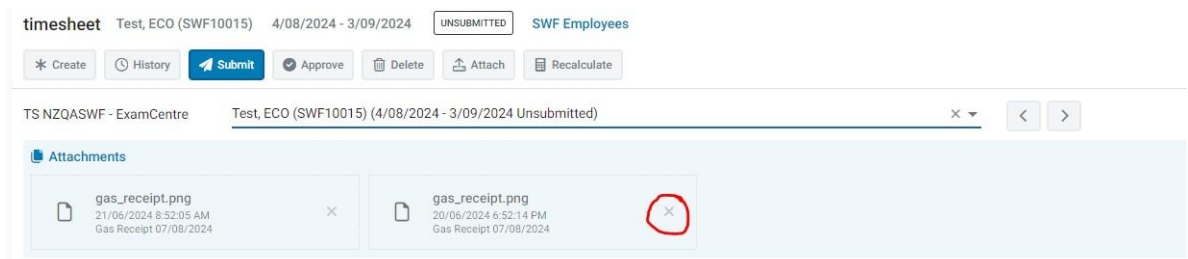 timesheet Test, ECO (SWF10015) 4/08/2024 - 3/09/2024 UNSUBMITTED SWF Employees
Create History Submit Approve Delete Attach Recalculate
TS NZQASWF - ExamCentre Test, ECO (SWF10015) (4/08/2024 - 3/09/2024 Unsubmitted)
Attachments
gas_receipt.png
21/06/2024 8:52:05 AM
Gas Receipt 07/08/2024
gas_receipt.png
20/06/2024 6:52:14 PM
Gas Receipt 07/08/2024